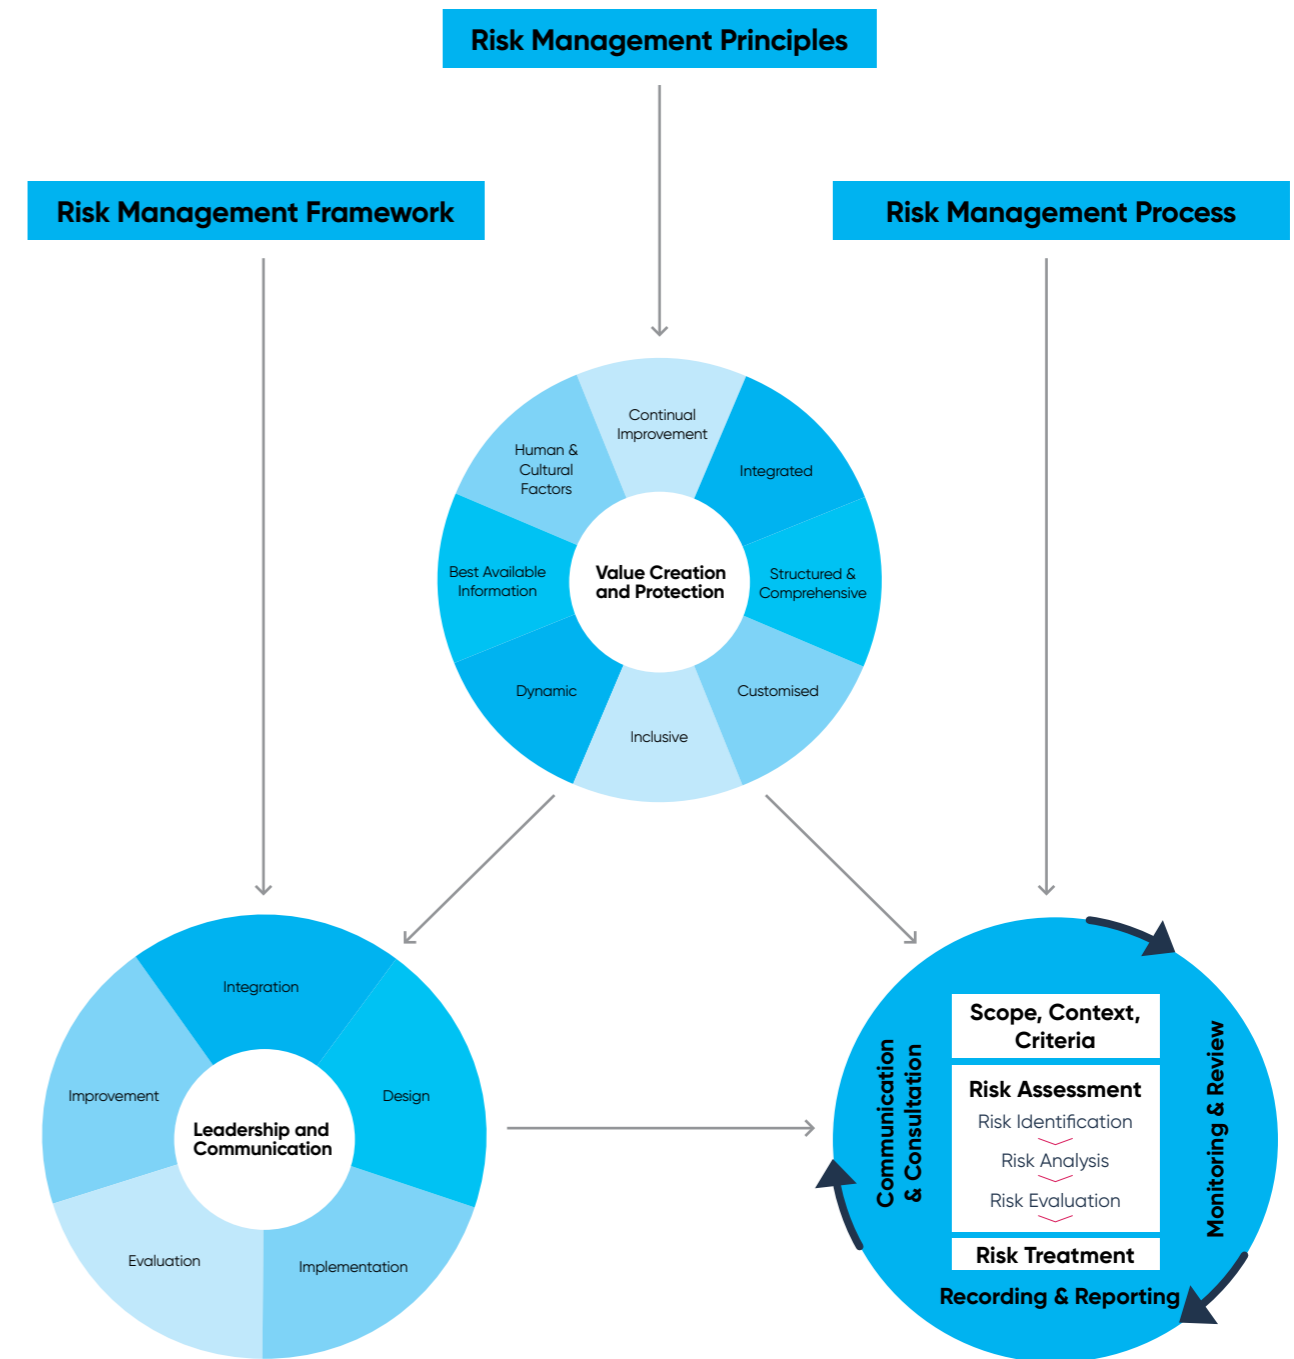 Risk Management Principles
Risk Management Framework
Risk Management Process
Continual
Improvement
Integrated
Structured &
Comprehensive
Customised
Inclusive
Dynamic
Best Available
Information
Human &
Cultural
Factors
Value Creation
and Protection
Integration
Design
Implementation
Evaluation
Improvement
Leadership and
Communication
Communication
& Consultation
Scope, Context,
Criteria
Risk Assessment
Risk Identification
Risk Analysis
Risk Evaluation
Risk Treatment
Monitoring & Review
Recording & Reporting